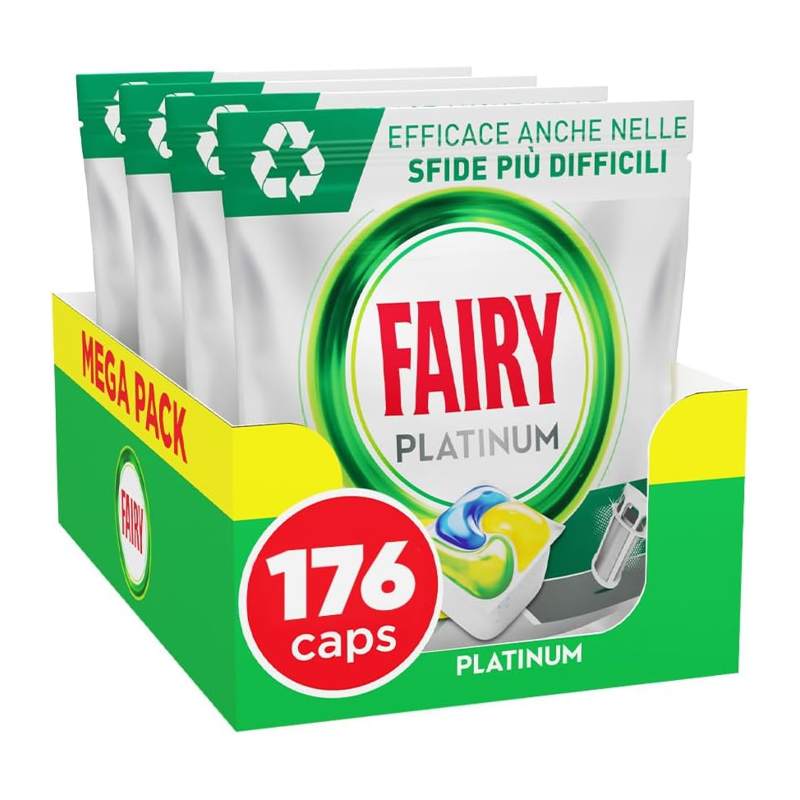 EFFICACE ANCHE NELLE
SFIDE PIÙ DIFFICILI
FAIRY
PLATINUM
MEGA PACK
FAIRY
176
caps
PLATINUM